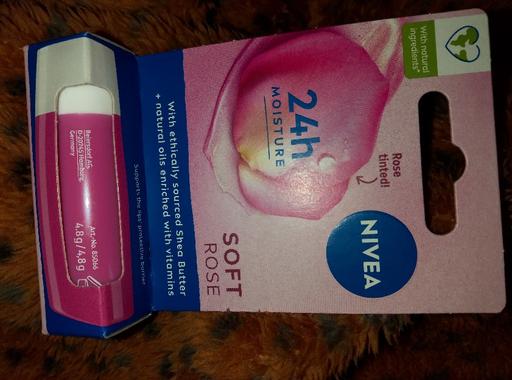 With natural
ingredients*
Rose
tinted!
NIVEA
24h
MOISTURE
SOFT
ROSE
With ethically sourced Shea Butter
+ natural oils enriched with vitamins
Supports the lips' protective barrier
Beiersdorf AG
D-20245 Hamburg
Germany
Art.-No. 85066
4,8g/4.8g